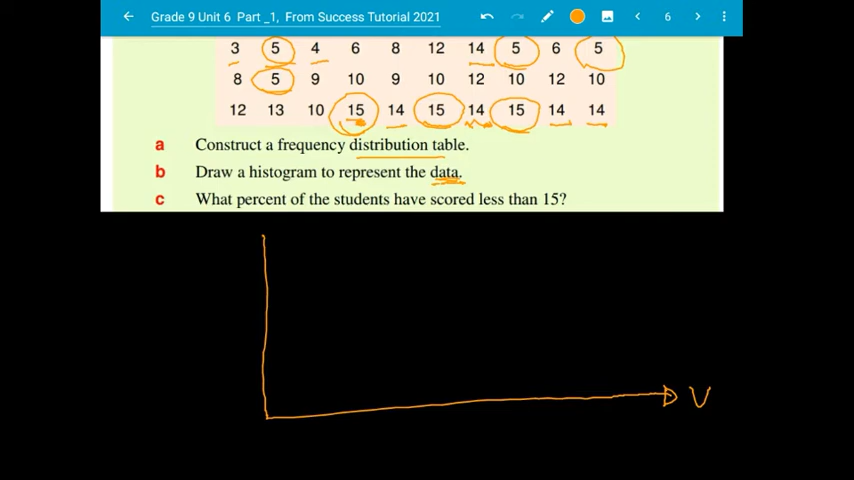 Grade 9 Unit 6 Part _1, From Success Tutorial 2021
6
3 5 4 6 8 12 14 5 6 5
8 5 9 10 9 10 12 10 12 10
12 13 10 15 14 15 14 15 14 14
a Construct a frequency distribution table.
b Draw a histogram to represent the data.
c What percent of the students have scored less than 15?
V